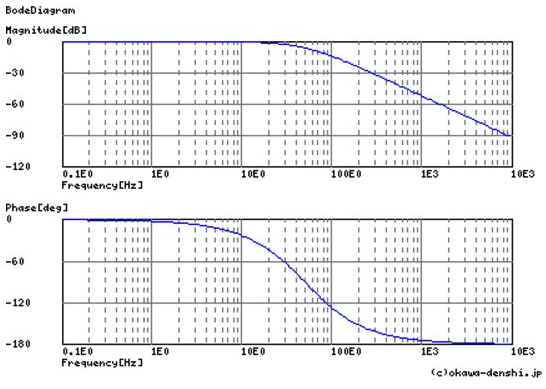 BodeDiagram
Magnitude[dB]
0
-30
-60
-90
-120
0.1E0 1E0 10E0 100E0 1E3 10E3
Frequency[Hz]
Phase[deg]
0
-60
-120
-180
0.1E0 1E0 10E0 100E0 1E3 10E3
Frequency[Hz]
(c)okawa-denshi.jp